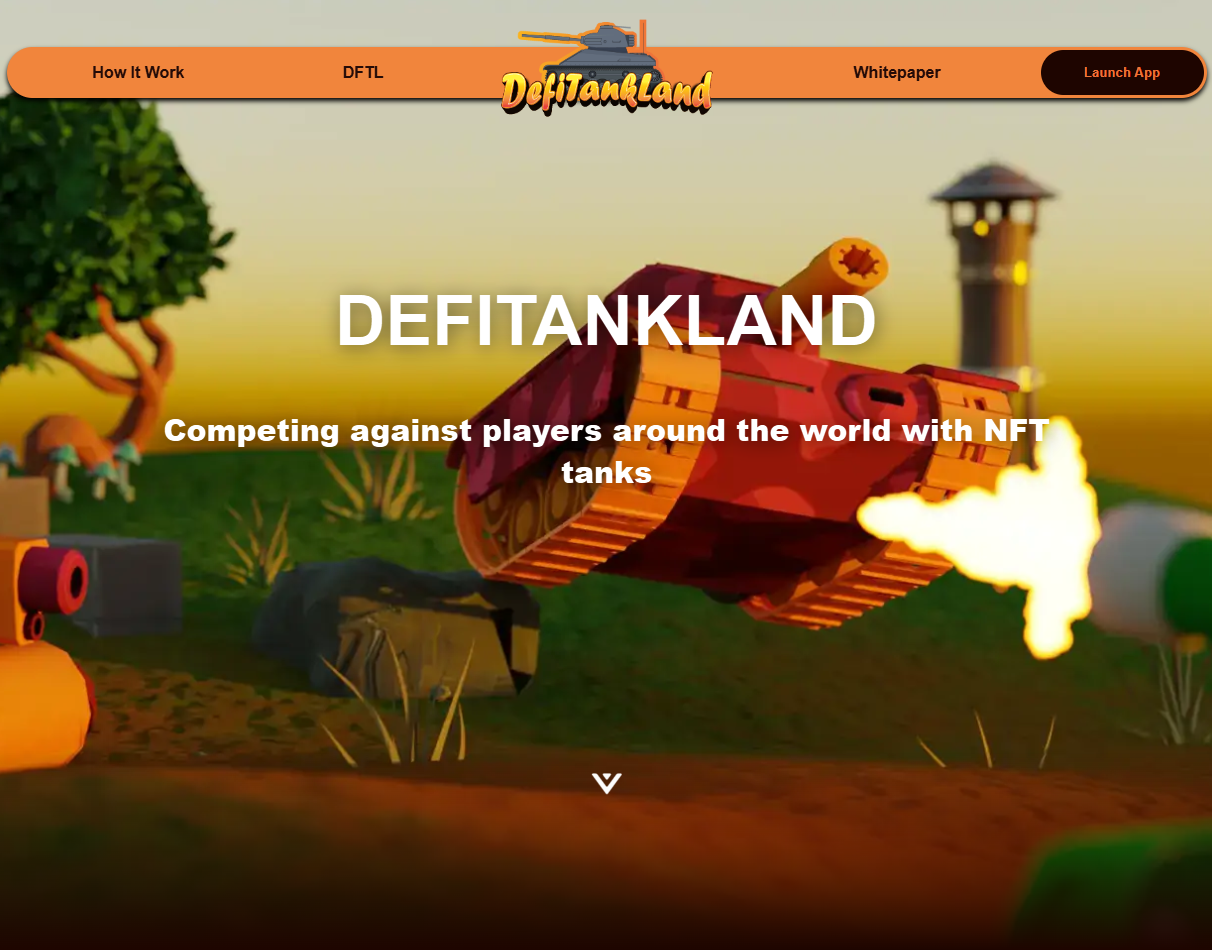 How It Work
DFTL
DefiTankLand
Whitepaper
Launch App
DEFITANKLAND
Competing against players around the world with NFT
tanks